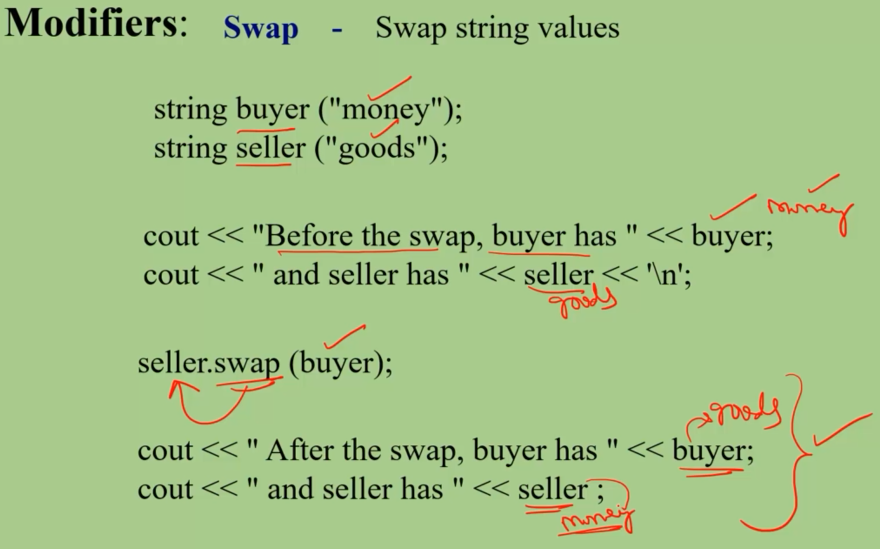 Modifiers: Swap - Swap string values
string buyer ("money");
string seller ("goods");
money
cout << "Before the swap, buyer has " << buyer;
cout << " and seller has " << seller << '\n';
goods
seller.swap (buyer);
goods
cout << " After the swap, buyer has " << buyer;
cout << " and seller has " << seller ;
money